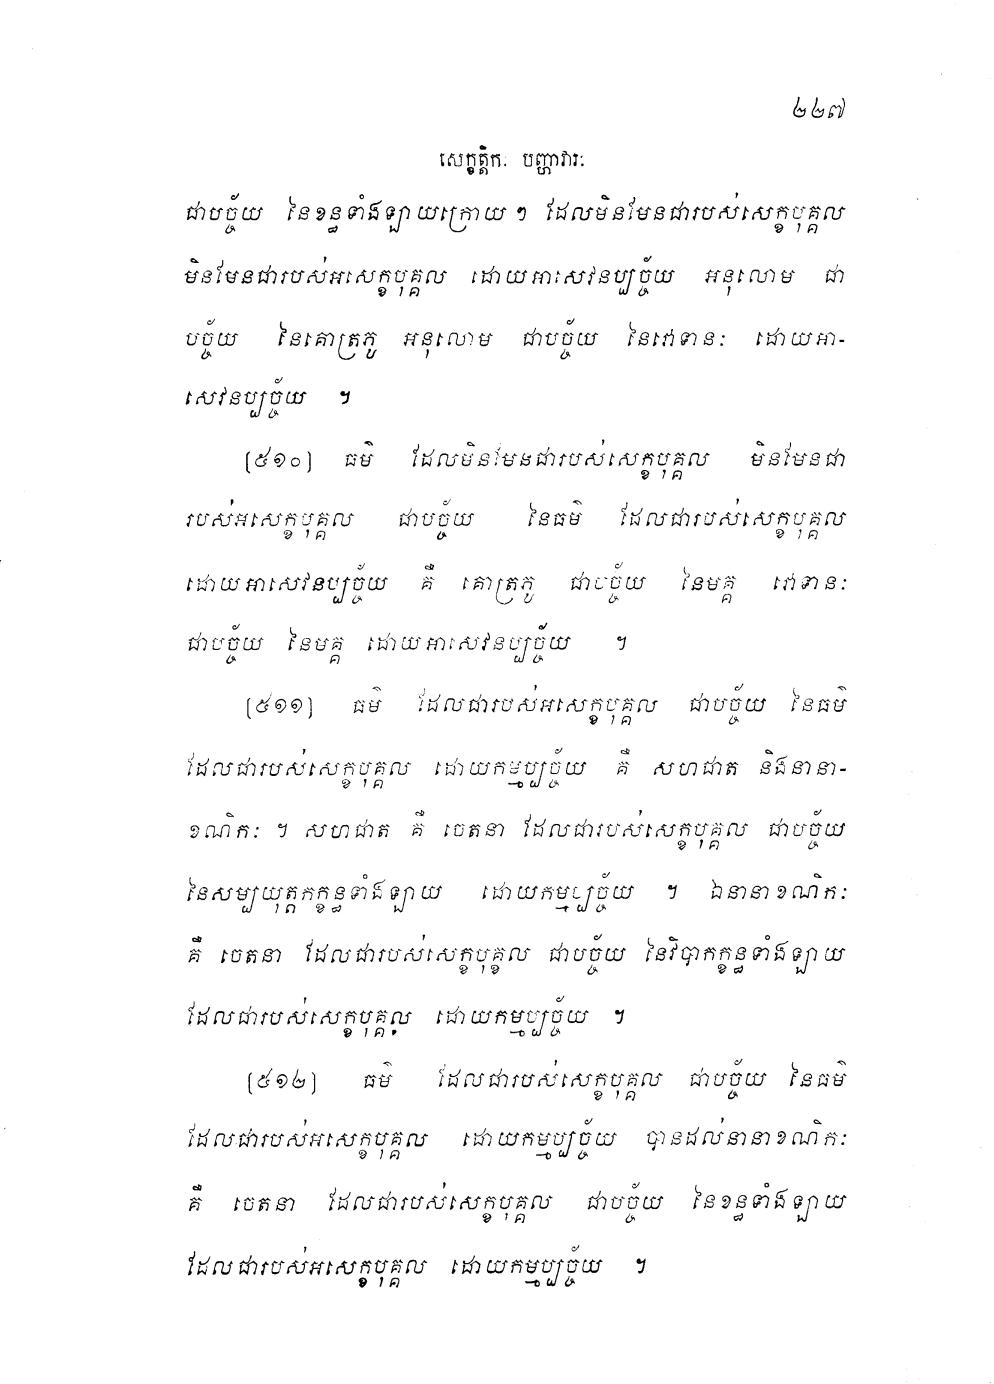 ២២៧
សេក្ខត្តិកៈ បញ្ហាវារៈ
ជាបច្ច័យ នៃខន្ធទាំងឡាយក្រោយៗ ដែលមិនមែនជារបស់សេក្ខបុគ្គល
មិនមែនជារបស់អសេក្ខបុគ្គល ដោយអាសេវនប្បច្ច័យ អនុលោម ជា
បច្ច័យ នៃគោត្រភូ អនុលោម ជាបច្ច័យ នៃវោទានៈ ដោយអា-
សេវនប្បច្ច័យ ។
[៥១០] ធម៌ ដែលមិនមែនជារបស់សេក្ខបុគ្គល មិនមែនជា
របស់អសេក្ខបុគ្គល ជាបច្ច័យ នៃធម៌ ដែលជារបស់សេក្ខបុគ្គល
ដោយអាសេវនប្បច្ច័យ គឺ គោត្រភូ ជាបច្ច័យ នៃមគ្គ វោទានៈ
ជាបច្ច័យ នៃមគ្គ ដោយអាសេវនប្បច្ច័យ ។
[៥១១] ធម៌ ដែលជារបស់អសេក្ខបុគ្គល ជាបច្ច័យ នៃធម៌
ដែលជារបស់សេក្ខបុគ្គល ដោយកម្មប្បច្ច័យ គឺ សហជាត និងនានា-
ខណិកៈ ។ សហជាត គឺ ចេតនា ដែលជារបស់សេក្ខបុគ្គល ជាបច្ច័យ
នៃសម្បយុត្តកក្ខន្ធទាំងឡាយ ដោយកម្មប្បច្ច័យ ។ ឯនានាខណិកៈ
គឺ ចេតនា ដែលជារបស់សេក្ខបុគ្ខល ជាបច្ច័យ នៃវិបាកក្ខន្ធទាំងឡាយ
ដែលជារបស់សេក្ខបុគ្គល ដោយកម្មប្បច្ច័យ ។
[៥១២] ធម៌ ដែលជារបស់សេក្ខបុគ្គល ជាបច្ច័យ នៃធម៌
ដែលជារបស់អសេក្ខបុគ្គល ដោយកម្មប្បច្ច័យ បានដល់នានាខណិកៈ
គឺ ចេតនា ដែលជារបស់សេក្ខបុគ្គល ជាបច្ច័យ នៃខន្ធទាំងឡាយ
ដែលជារបស់អសេក្ខបុគ្គល ដោយកម្មប្បច្ច័យ ។